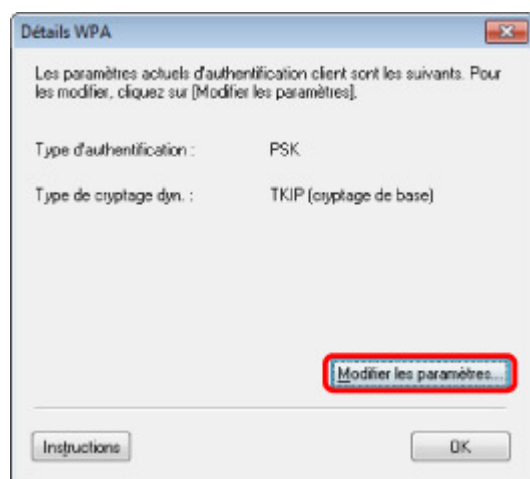 Détails WPA
Les paramètres actuels d'authentification client sont les suivants. Pour
les modifier, cliquez sur [Modifier les paramètres].
Type d'authentification : PSK
Type de cryptage dyn. : TKIP (cryptage de base)
Modifier les paramètres...
Instructions OK